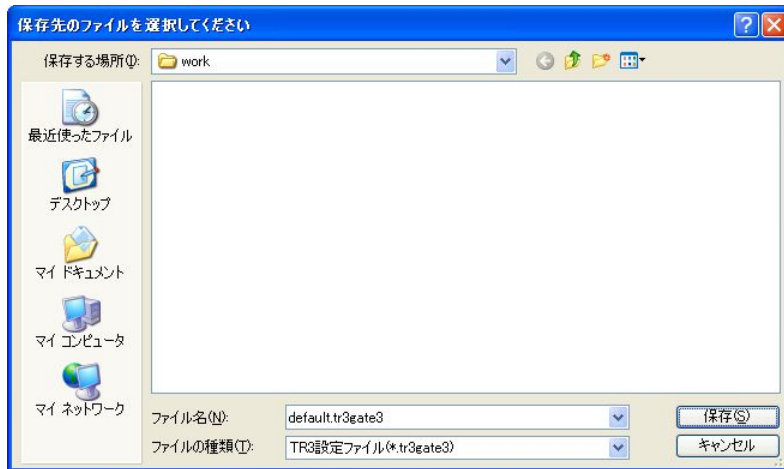 保存先のファイルを選択してください
保存する場所(I):
work
最近使ったファイル
デスクトップ
マイ ドキュメント
マイ コンピュータ
マイ ネットワーク
ファイル名(N):
default.tr3gate3
保存(S)
ファイルの種類(T):
TR3設定ファイル(*.tr3gate3)
キャンセル